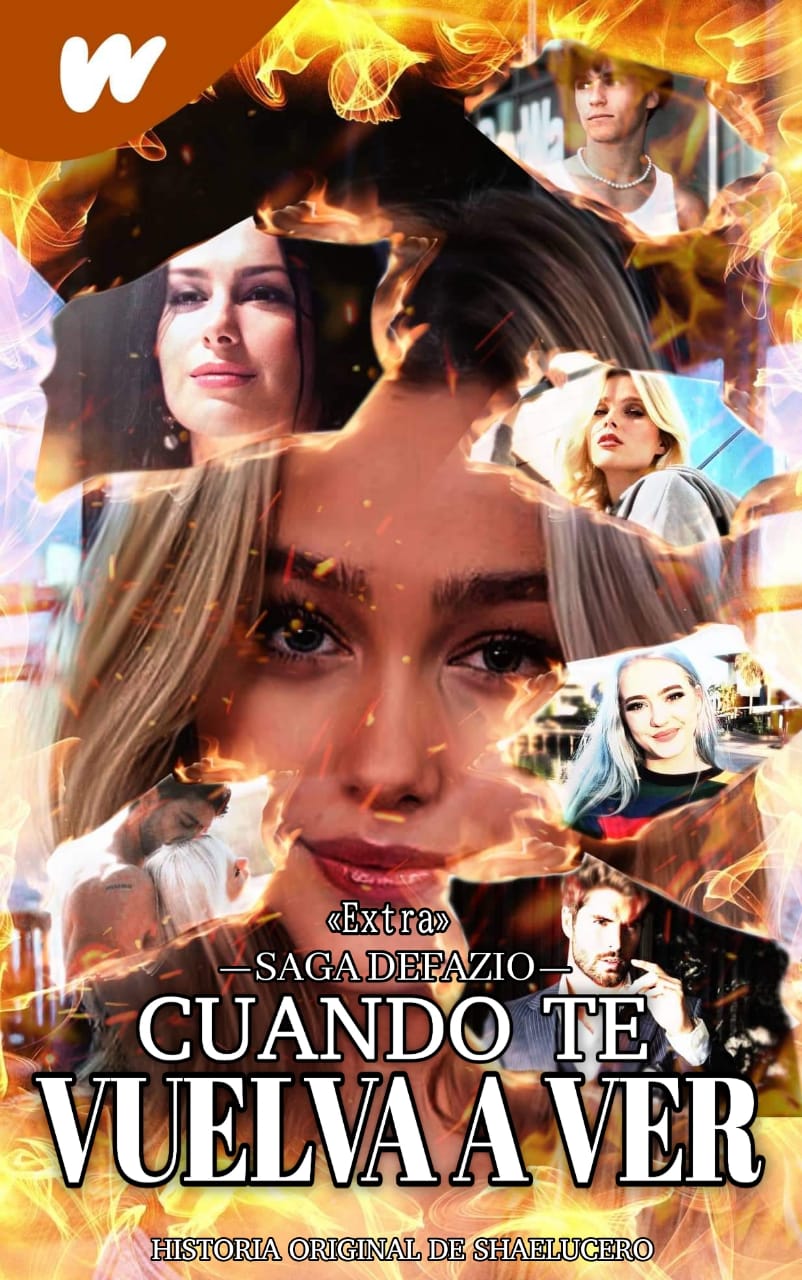 W
«Extra»
—SAGA DEFAZIO—
CUANDO TE
VUELVA A VER
HISTORIA ORIGINAL DE SHAELUCERO